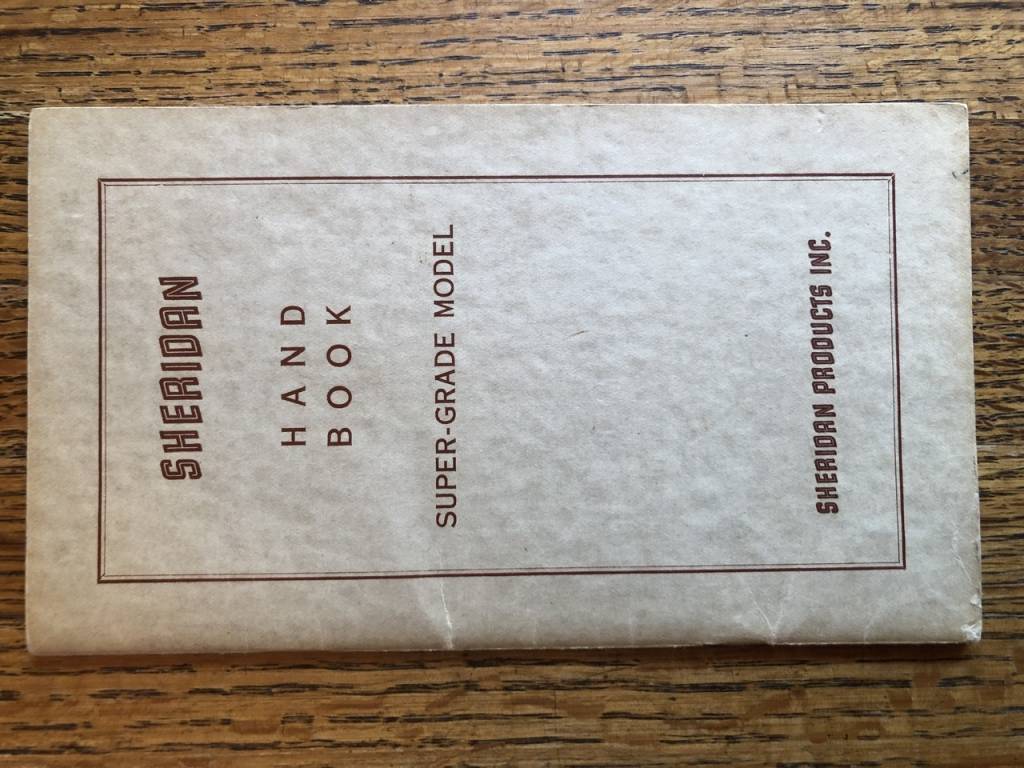 SHERIDAN
HAND
BOOK
SUPER-GRADE MODEL
SHERIDAN PRODUCTS INC.